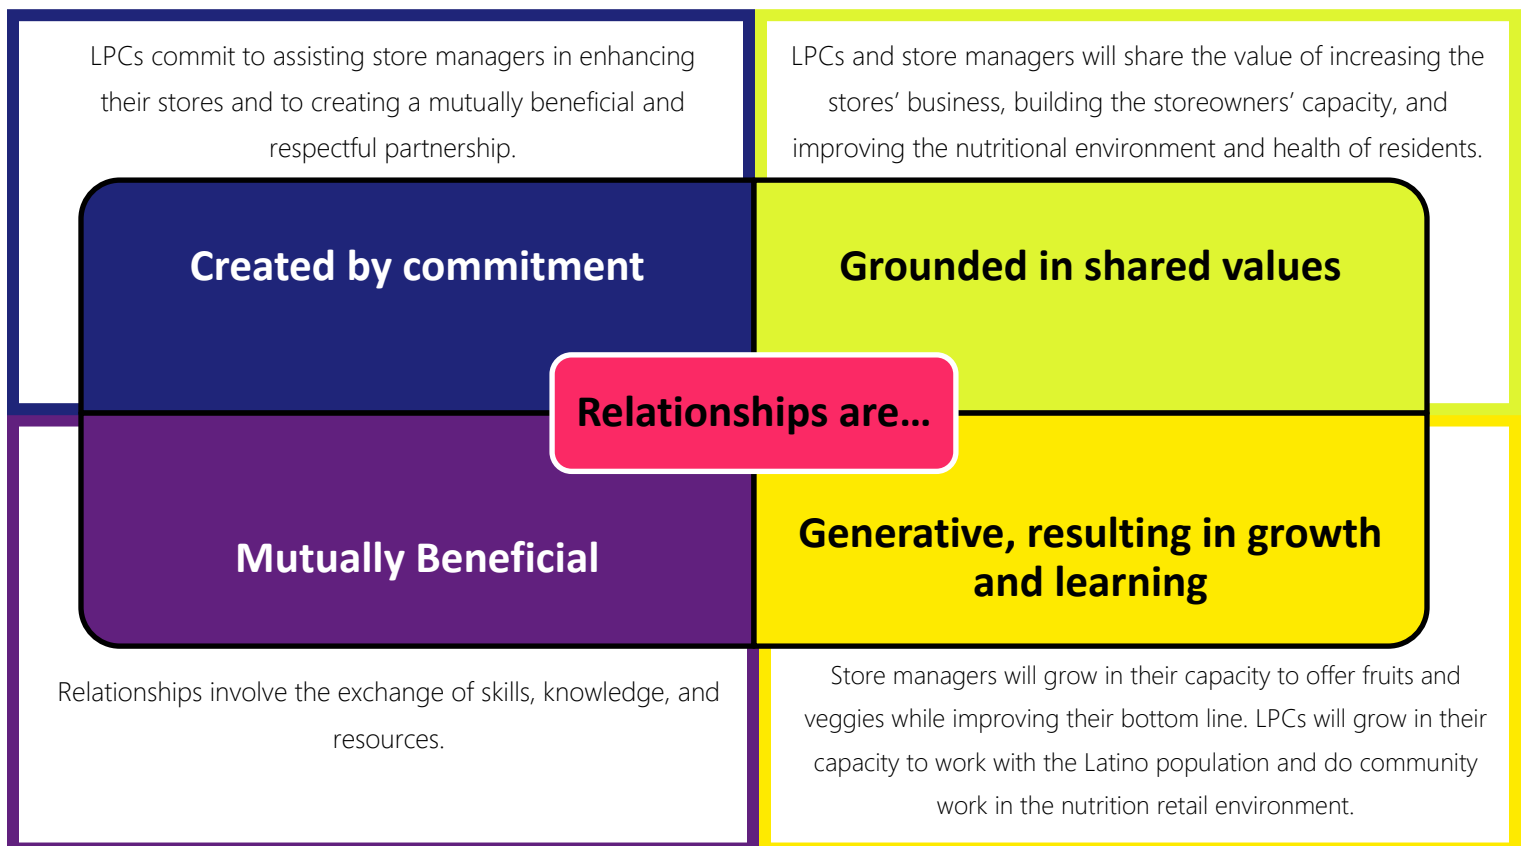 LPCs commit to assisting store managers in enhancing
their stores and to creating a mutually beneficial and
respectful partnership.
LPCs and store managers will share the value of increasing the
stores’ business, building the storeowners’ capacity, and
improving the nutritional environment and health of residents.
Created by commitment
Grounded in shared values
Relationships are...
Mutually Beneficial
Generative, resulting in growth
and learning
Relationships involve the exchange of skills, knowledge, and
resources.
Store managers will grow in their capacity to offer fruits and
veggies while improving their bottom line. LPCs will grow in their
capacity to work with the Latino population and do community
work in the nutrition retail environment.